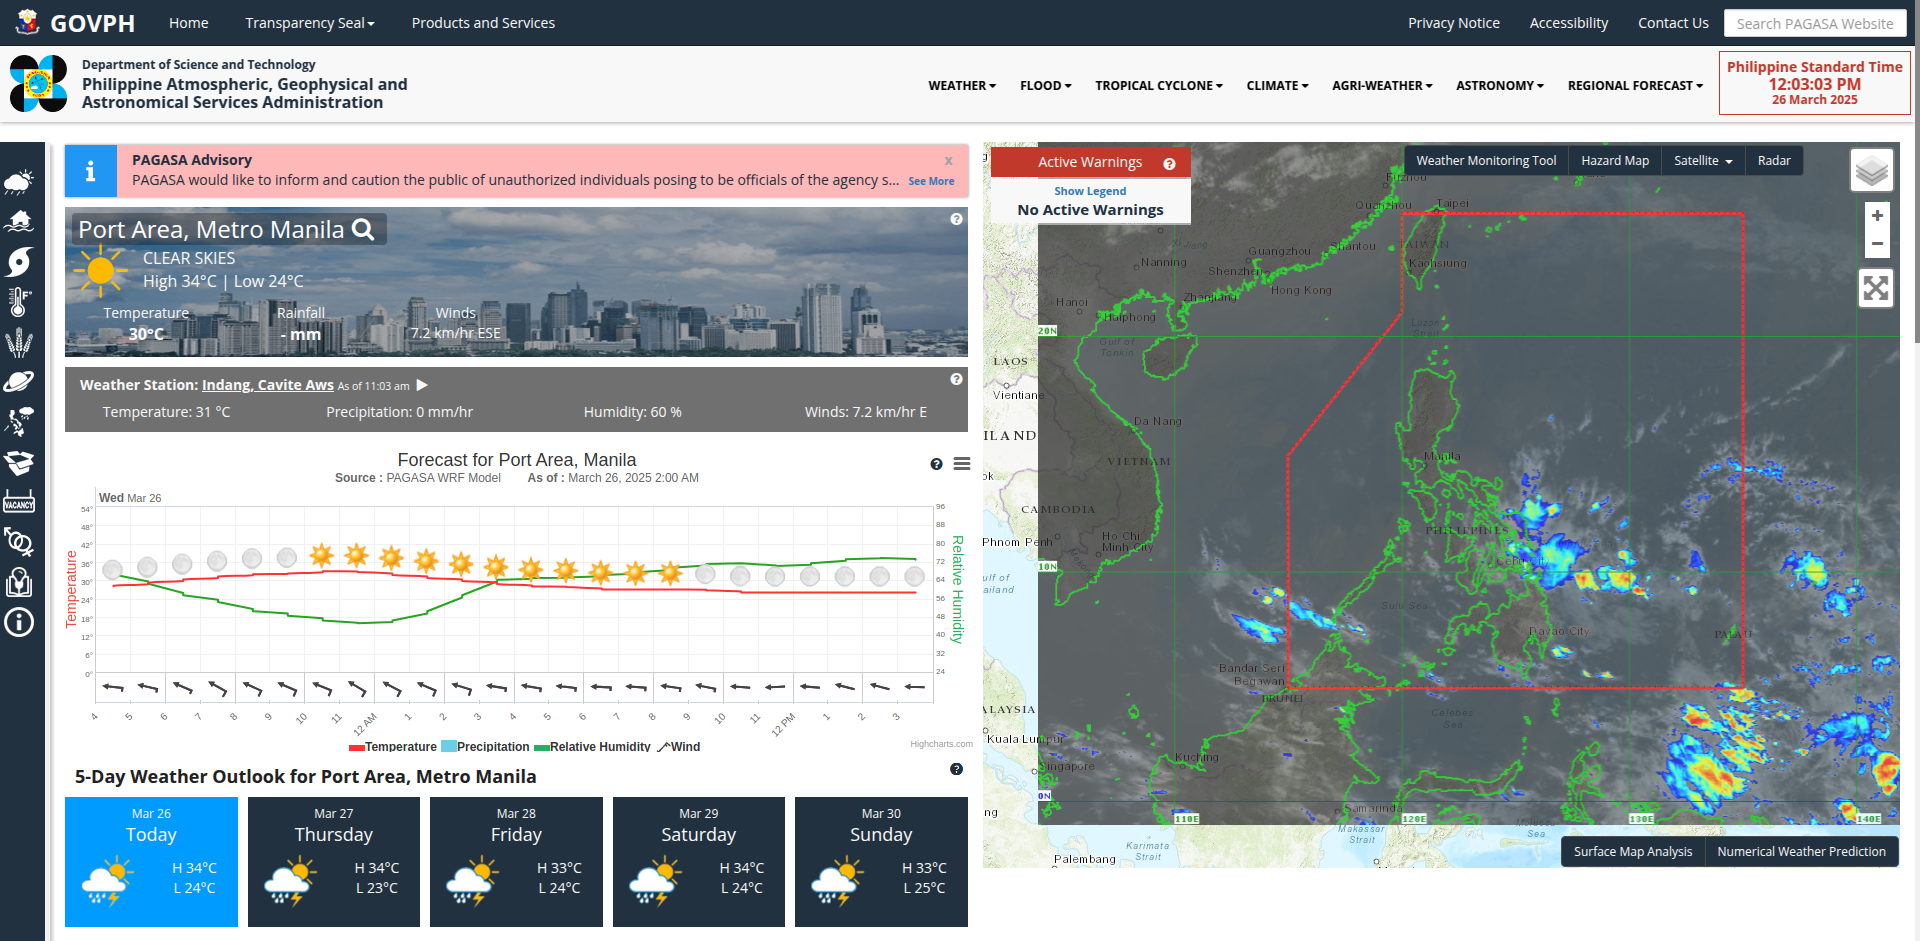 GOVPH
Home
Transparency Seal
Products and Services
Privacy Notice
Accessibility
Contact Us
Search PAGASA Website
Department of Science and Technology
Philippine Atmospheric, Geophysical and
Astronomical Services Administration
WEATHER
FLOOD
TROPICAL CYCLONE
CLIMATE
AGRI-WEATHER
ASTRONOMY
REGIONAL FORECAST
Philippine Standard Time
12:03:03 PM
26 March 2025
VACANCY
PAGASA Advisory
x
PAGASA would like to inform and caution the public of unauthorized individuals posing to be officials of the agency s... See More
Port Area, Metro Manila
CLEAR SKIES
High 34°C | Low 24°C
Temperature
30°C
Rainfall
- mm
Winds
7.2 km/hr ESE
Weather Station: Indang, Cavite Aws As of 11:03 am
Temperature: 31 °C
Precipitation: 0 mm/hr
Humidity: 60 %
Winds: 7.2 km/hr E
Forecast for Port Area, Manila
Source : PAGASA WRF Model As of : March 26, 2025 2:00 AM
Wed Mar 26
54°
48°
42°
36°
30°
24°
18°
12°
6°
0°
Temperature
96
88
80
72
64
56
48
40
32
24
Relative Humidity
4 5 6 7 8 9 10 11 12 AM 1 2 3 4 5 6 7 8 9 10 11 12 PM 1 2 3
Temperature Precipitation Relative Humidity Wind
Highcharts.com
5-Day Weather Outlook for Port Area, Metro Manila
Mar 26
Today
H 34°C
L 24°C
Mar 27
Thursday
H 34°C
L 23°C
Mar 28
Friday
H 33°C
L 24°C
Mar 29
Saturday
H 34°C
L 24°C
Mar 30
Sunday
H 33°C
L 25°C
Active Warnings
Show Legend
No Active Warnings
Weather Monitoring Tool
Hazard Map
Satellite
Radar
+
−
Fuzhou
Quanzhou
Taipei
Shantou
TAIWAN
Kaohsiung
Guangzhou
Nanning
Shenzhen
Hong Kong
Zhanjiang
Hanoi
Haiphong
Luzon
Strait
20N
Gulf of
Tonkin
LAOS
Vientiane
Da Nang
ILAND
VIETNAM
Manila
CAMBODIA
PHILIPPINES
Phnom Penh
Ho Chi
Minh City
10N
ulf of
ailand
Sulu Sea
Davao City
PALAU
Bandar Seri
Begawan
BRUNEI
ALAYSIA
Celebes
Sea
Kuala Lumpur
Kuching
Singapore
0N
Samarinda
110E
120E
130E
140E
Makassar
Strait
Karimata
Strait
Palembang
Sea
Surface Map Analysis
Numerical Weather Prediction